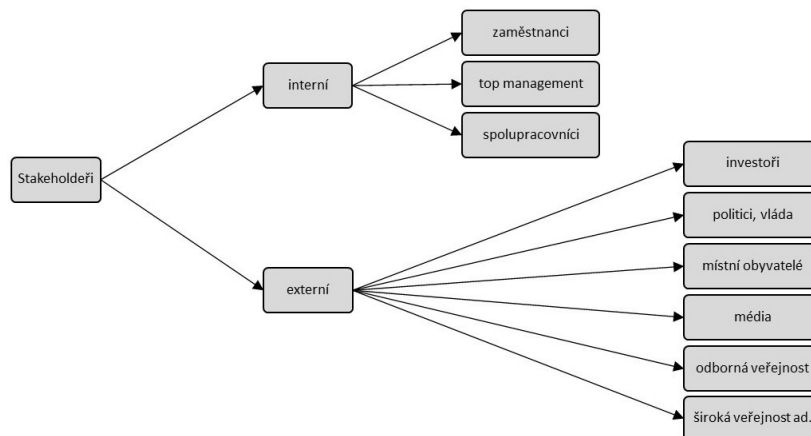 Stakeholdeři
interní
zaměstnanci
top management
spolupracovníci
externí
investoři
politici, vláda
místní obyvatelé
média
odborná veřejnost
široká veřejnost ad.